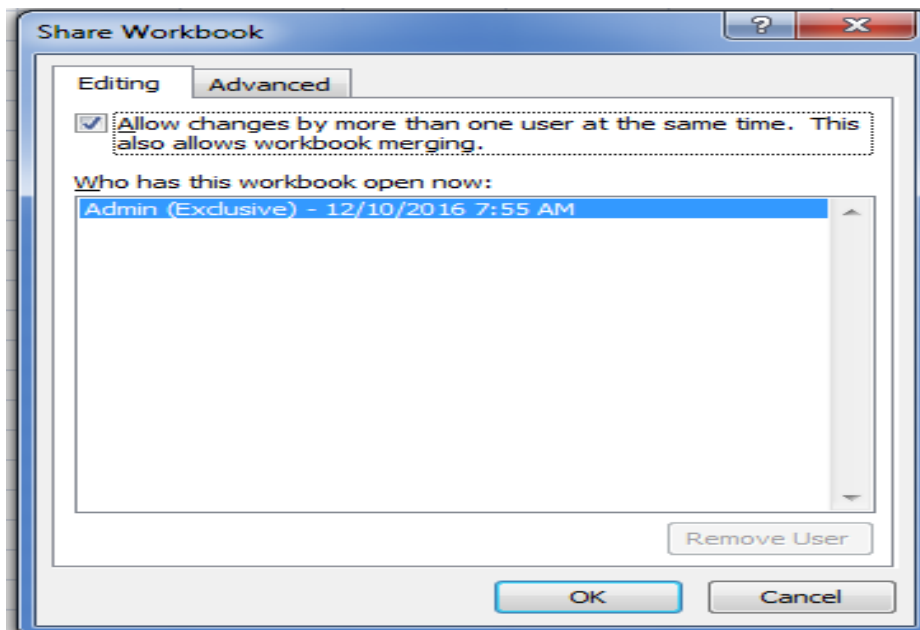 Share Workbook
?
Editing
Advanced
Allow changes by more than one user at the same time.  This
also allows workbook merging.
Who has this workbook open now:
Admin (Exclusive) - 12/10/2016 7:55 AM
Remove User
OK
Cancel